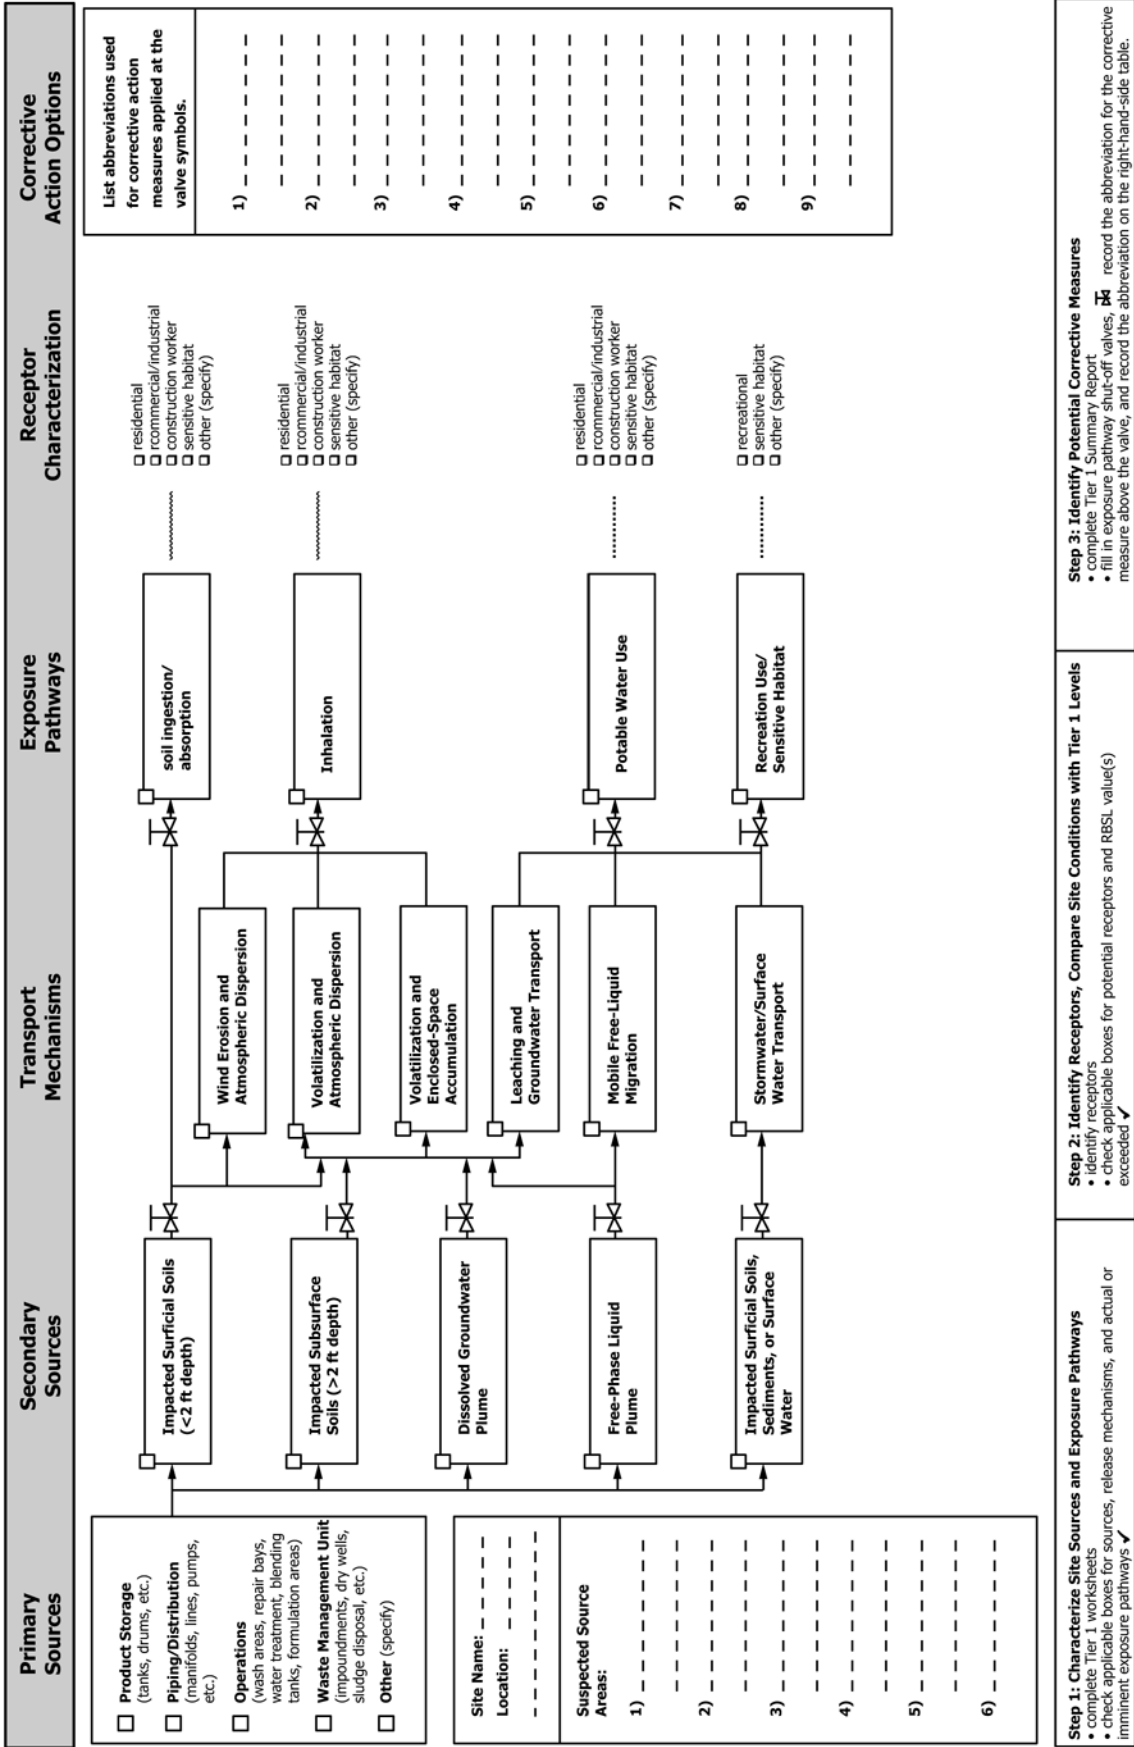 Primary
Sources
Secondary
Sources
Transport
Mechanisms
Exposure
Pathways
Receptor
Characterization
Corrective
Action Options
Product Storage
(tanks, drums, etc.)
Piping/Distribution
(manifolds, lines, pumps,
etc.)
Operations
(wash areas, repair bays,
water treatment, blending
tanks, formulation areas)
Waste Management Unit
(impoundments, dry wells,
sludge disposal, etc.)
Other (specify)
Site Name:
Location:
Suspected Source
Areas:
1)
2)
3)
4)
5)
6)
Impacted Surficial Soils
(<2 ft depth)
Impacted Subsurface
Soils (>2 ft depth)
Dissolved Groundwater
Plume
Free-Phase Liquid
Plume
Impacted Surficial Soils,
Sediments, or Surface
Water
Wind Erosion and
Atmospheric Dispersion
Volatilization and
Atmospheric Dispersion
Volatilization and
Enclosed-Space
Accumulation
Leaching and
Groundwater Transport
Mobile Free-Liquid
Migration
Stormwater/Surface
Water Transport
soil ingestion/
absorption
Inhalation
Potable Water Use
Recreation Use/
Sensitive Habitat
residential
rcommercial/industrial
construction worker
sensitive habitat
other (specify)
residential
rcommercial/industrial
construction worker
sensitive habitat
other (specify)
residential
rcommercial/industrial
construction worker
sensitive habitat
other (specify)
recreational
sensitive habitat
other (specify)
List abbreviations used
for corrective action
measures applied at the
valve symbols.
1)
2)
3)
4)
5)
6)
7)
8)
9)
Step 1: Characterize Site Sources and Exposure Pathways
• complete Tier 1 worksheets
• check applicable boxes for sources, release mechanisms, and actual or
imminent exposure pathways ✓
Step 2: Identify Receptors, Compare Site Conditions with Tier 1 Levels
• identify receptors
• check applicable boxes for potential receptors and RBSL value(s)
exceeded ✓
Step 3: Identify Potential Corrective Measures
• complete Tier 1 Summary Report
• fill in exposure pathway shut-off valves, record the abbreviation for the corrective
measure above the valve, and record the abbreviation on the right-hand-side table.